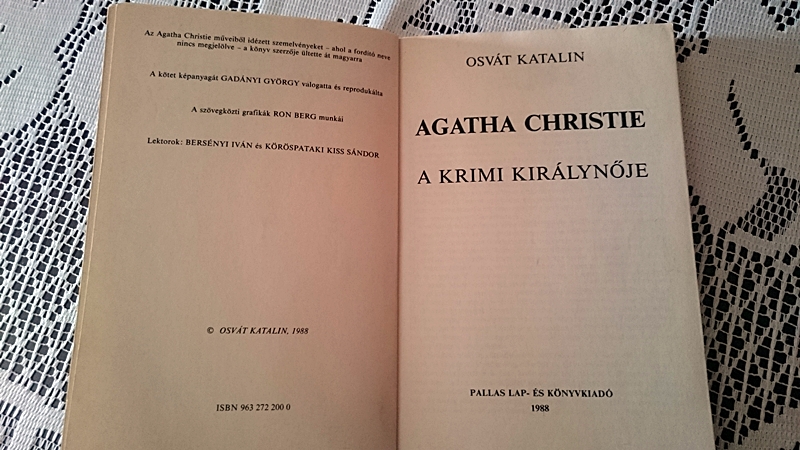 Az Agatha Christie műveiből idézett szemelvényeket – ahol a fordító neve
nincs megjelölve – a könyv szerzője ültette át magyarra
A kötet képanyagát GADÁNYI GYÖRGY válogatta és reprodukálta
A szövegközti grafikák RON BERG munkái
Lektorok: BERSÉNYI IVÁN és KÖRÖSPATAKI KISS SÁNDOR
© OSVÁT KATALIN, 1988
ISBN 963 272 200 0
OSVÁT KATALIN
AGATHA CHRISTIE
A KRIMI KIRÁLYNŐJE
PALLAS LAP- ÉS KÖNYVKIADÓ
1988